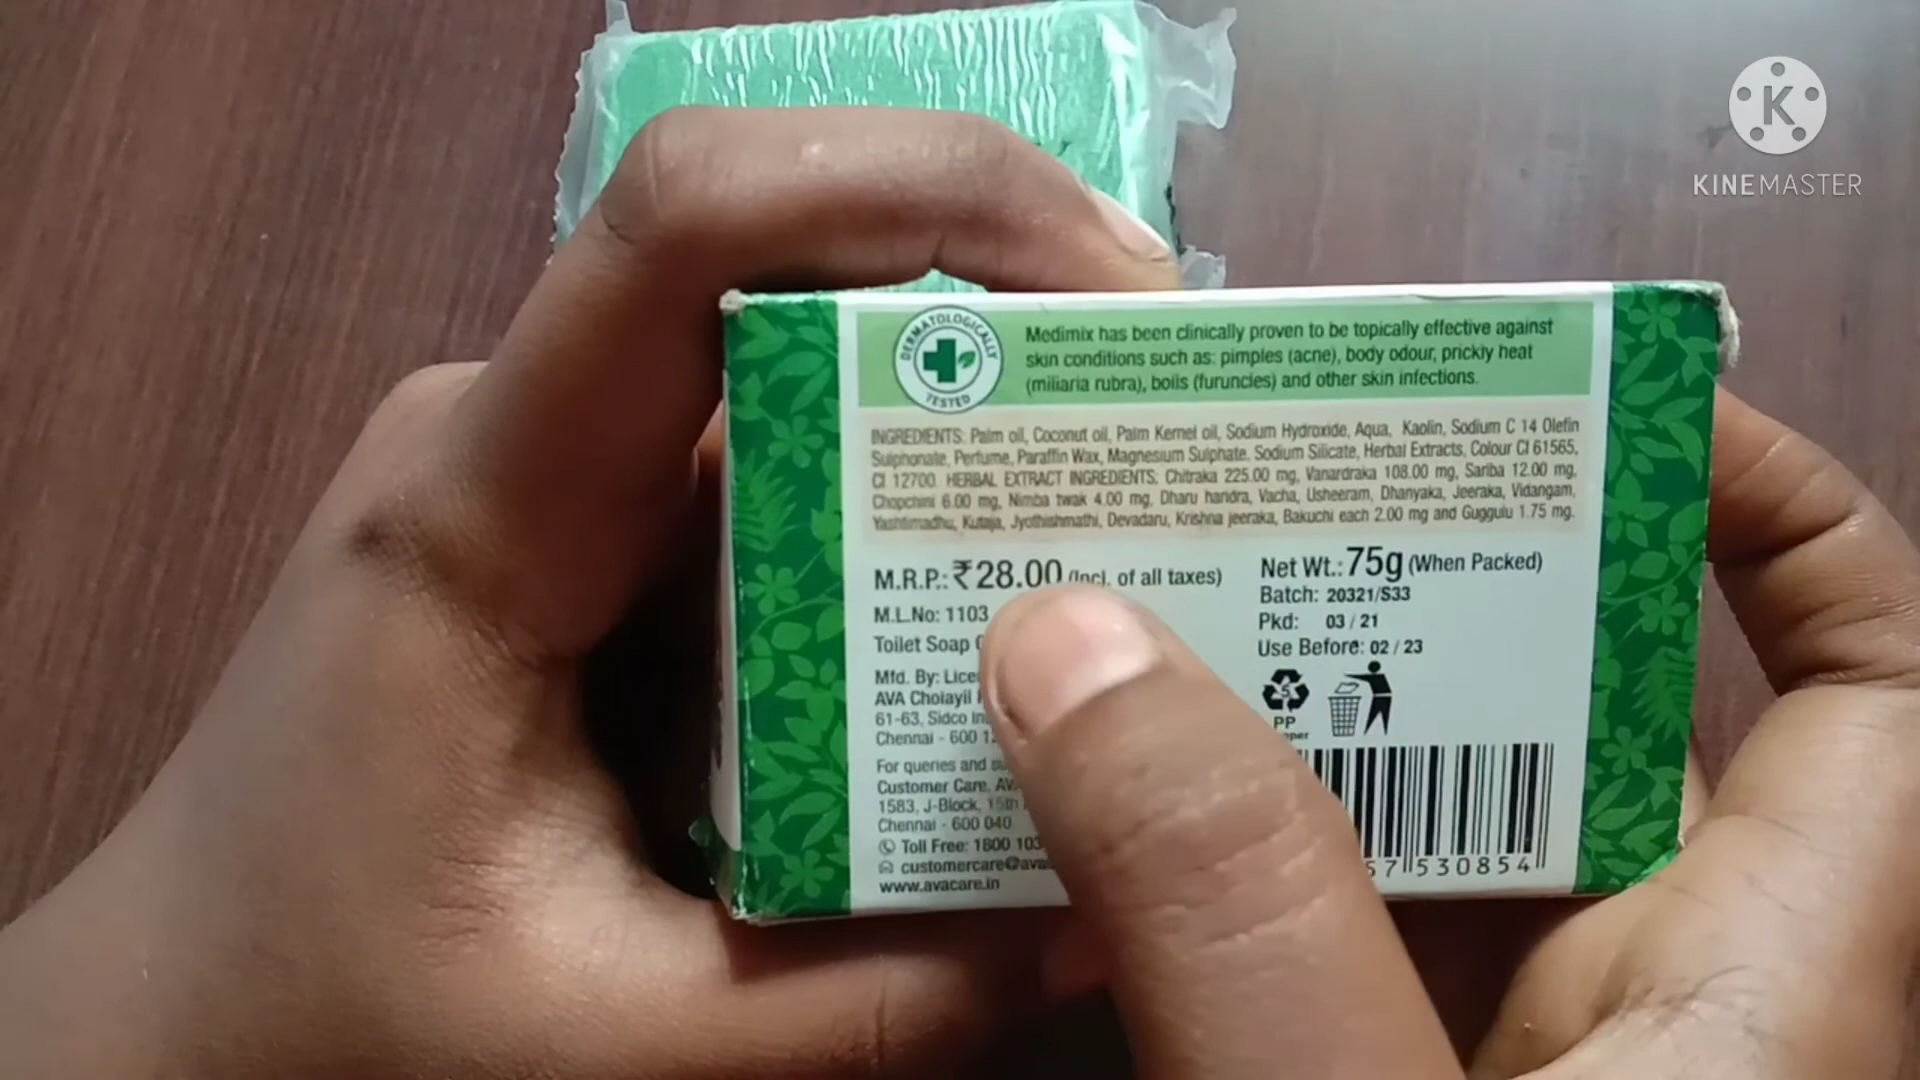 KINEMASTER
DERMATOLOGICALLY TESTED
Medimix has been clinically proven to be topically effective against
skin conditions such as: pimples (acne), body odour, prickly heat
(miliaria rubra), boils (furuncles) and other skin infections.
INGREDIENTS: Palm oil, Coconut oil, Palm Kernel oil, Sodium Hydroxide, Aqua, Kaolin, Sodium C 14 Olefin
Sulphonate, Perfume, Paraffin Wax, Magnesium Sulphate, Sodium Silicate, Herbal Extracts, Colour CI 61565,
CI 12700. HERBAL EXTRACT INGREDIENTS: Chitraka 225.00 mg, Vanardraka 108.00 mg, Sariba 12.00 mg,
Chopchini 6.00 mg, Nimba twak 4.00 mg, Dharu haridra, Vacha, Usheeram, Dhanyaka, Jeeraka, Vidangam,
Yashtimadhu, Kutaja, Jyothishmathi, Devadaru, Krishna jeeraka, Bakuchi each 2.00 mg and Guggulu 1.75 mg.
M.R.P.: ₹28.00 (Incl. of all taxes)
M.L.No: 1103
Toilet Soap
Mfd. By:
AVA Cholayil
61-63, Sidco
Chennai - 600
For queries and
Customer Care,
1583, J-Block, 15th
Chennai - 600 040
Toll Free: 1800 103
customercare@ava
www.avacare.in
Net Wt.: 75g (When Packed)
Batch: 20321/S33
Pkd: 03 / 21
Use Before: 02 / 23
5
PP
57 530854